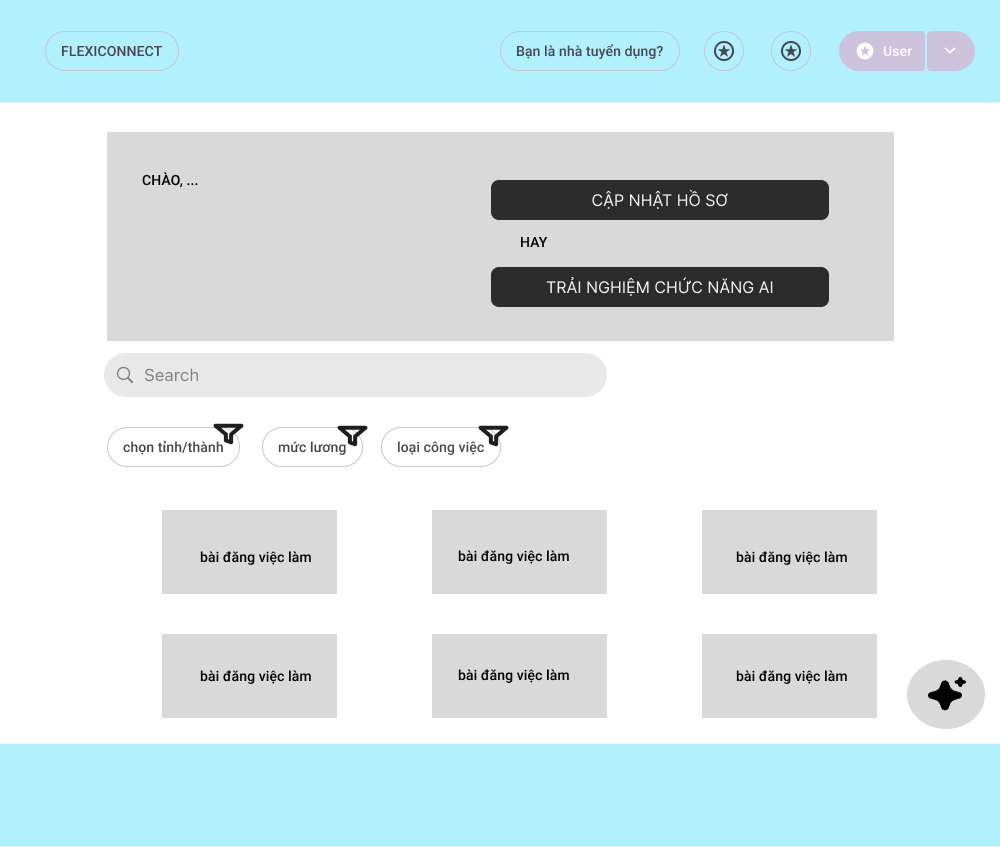 FLEXICONNECT
Bạn là nhà tuyển dụng?
User
CHÀO, ...
CẬP NHẬT HỒ SƠ
HAY
TRẢI NGHIỆM CHỨC NĂNG AI
Search
chọn tỉnh/thành
mức lương
loại công việc
bài đăng việc làm
bài đăng việc làm
bài đăng việc làm
bài đăng việc làm
bài đăng việc làm
bài đăng việc làm